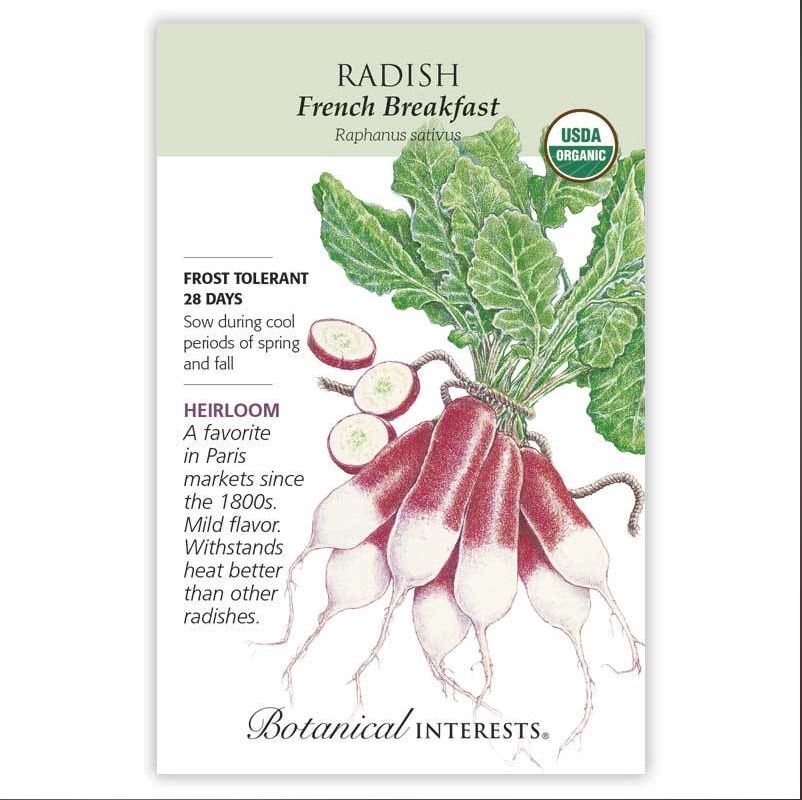 RADISH
French Breakfast
Raphanus sativus
USDA
ORGANIC
FROST TOLERANT
28 DAYS
Sow during cool
periods of spring
and fall
HEIRLOOM
A favorite
in Paris
markets since
the 1800s.
Mild flavor.
Withstands
heat better
than other
radishes.
Botanical INTERESTS®